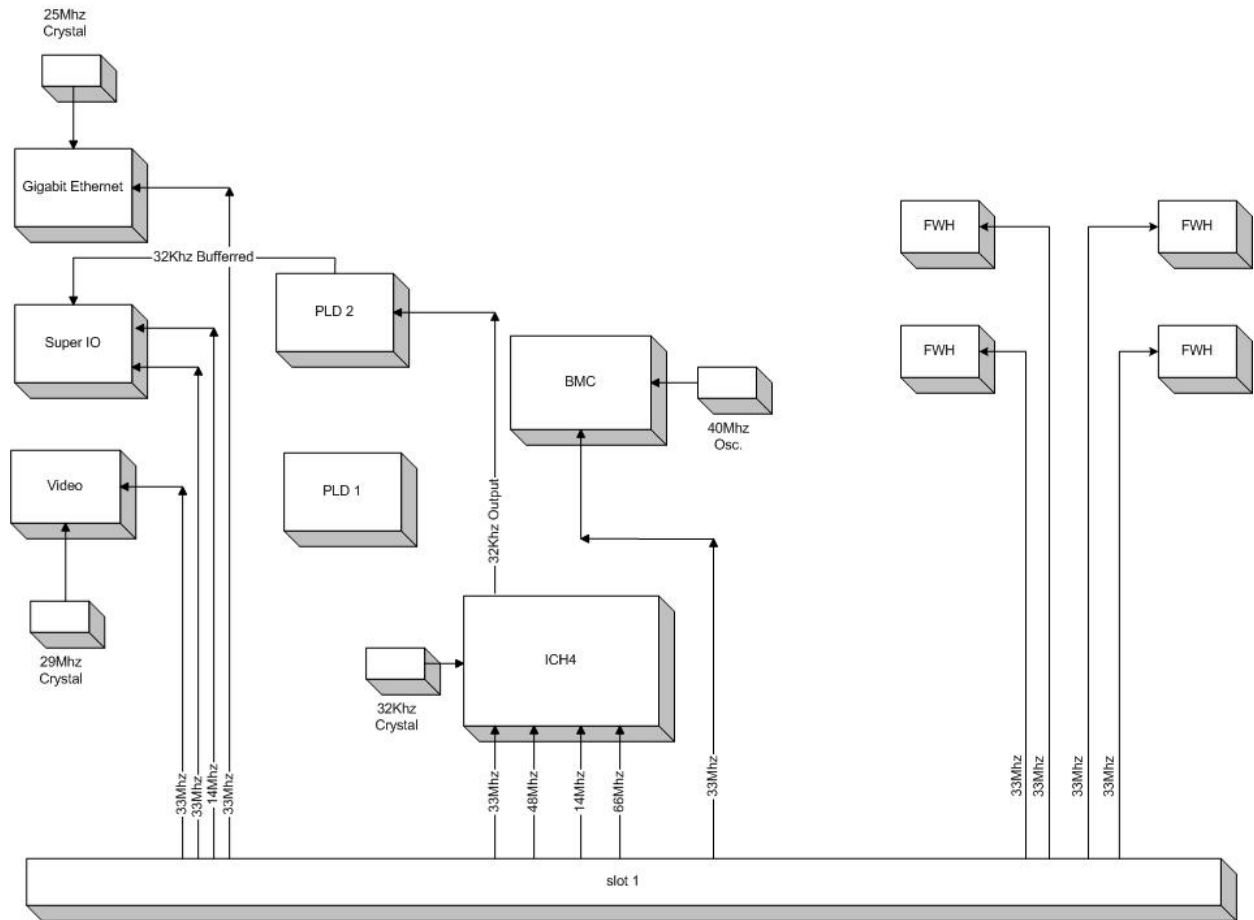 25Mhz
Crystal
Gigabit Ethernet
32Khz Bufferred
PLD 2
FWH
FWH
Super IO
BMC
FWH
FWH
40Mhz
Osc.
Video
PLD 1
32Khz Output
29Mhz
Crystal
ICH4
32Khz
Crystal
33Mhz
33Mhz
14Mhz
33Mhz
33Mhz
48Mhz
14Mhz
66Mhz
33Mhz
33Mhz
33Mhz
33Mhz
33Mhz
slot 1